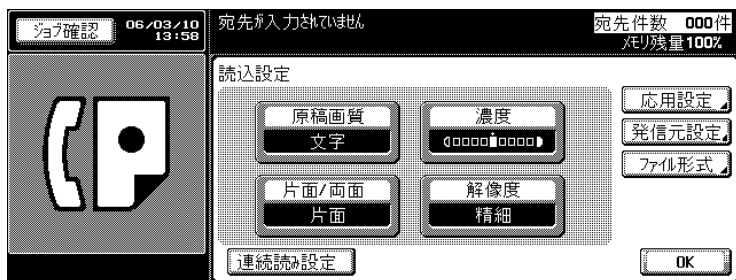 ジョブ確認
06/03/10
13:58
宛先が入力されていません
宛先件数 000件
メモリ残量100%
読込設定
原稿画質
文字
濃度
片面/両面
片面
解像度
精細
応用設定
発信元設定
ファイル形式
連続読み設定
OK